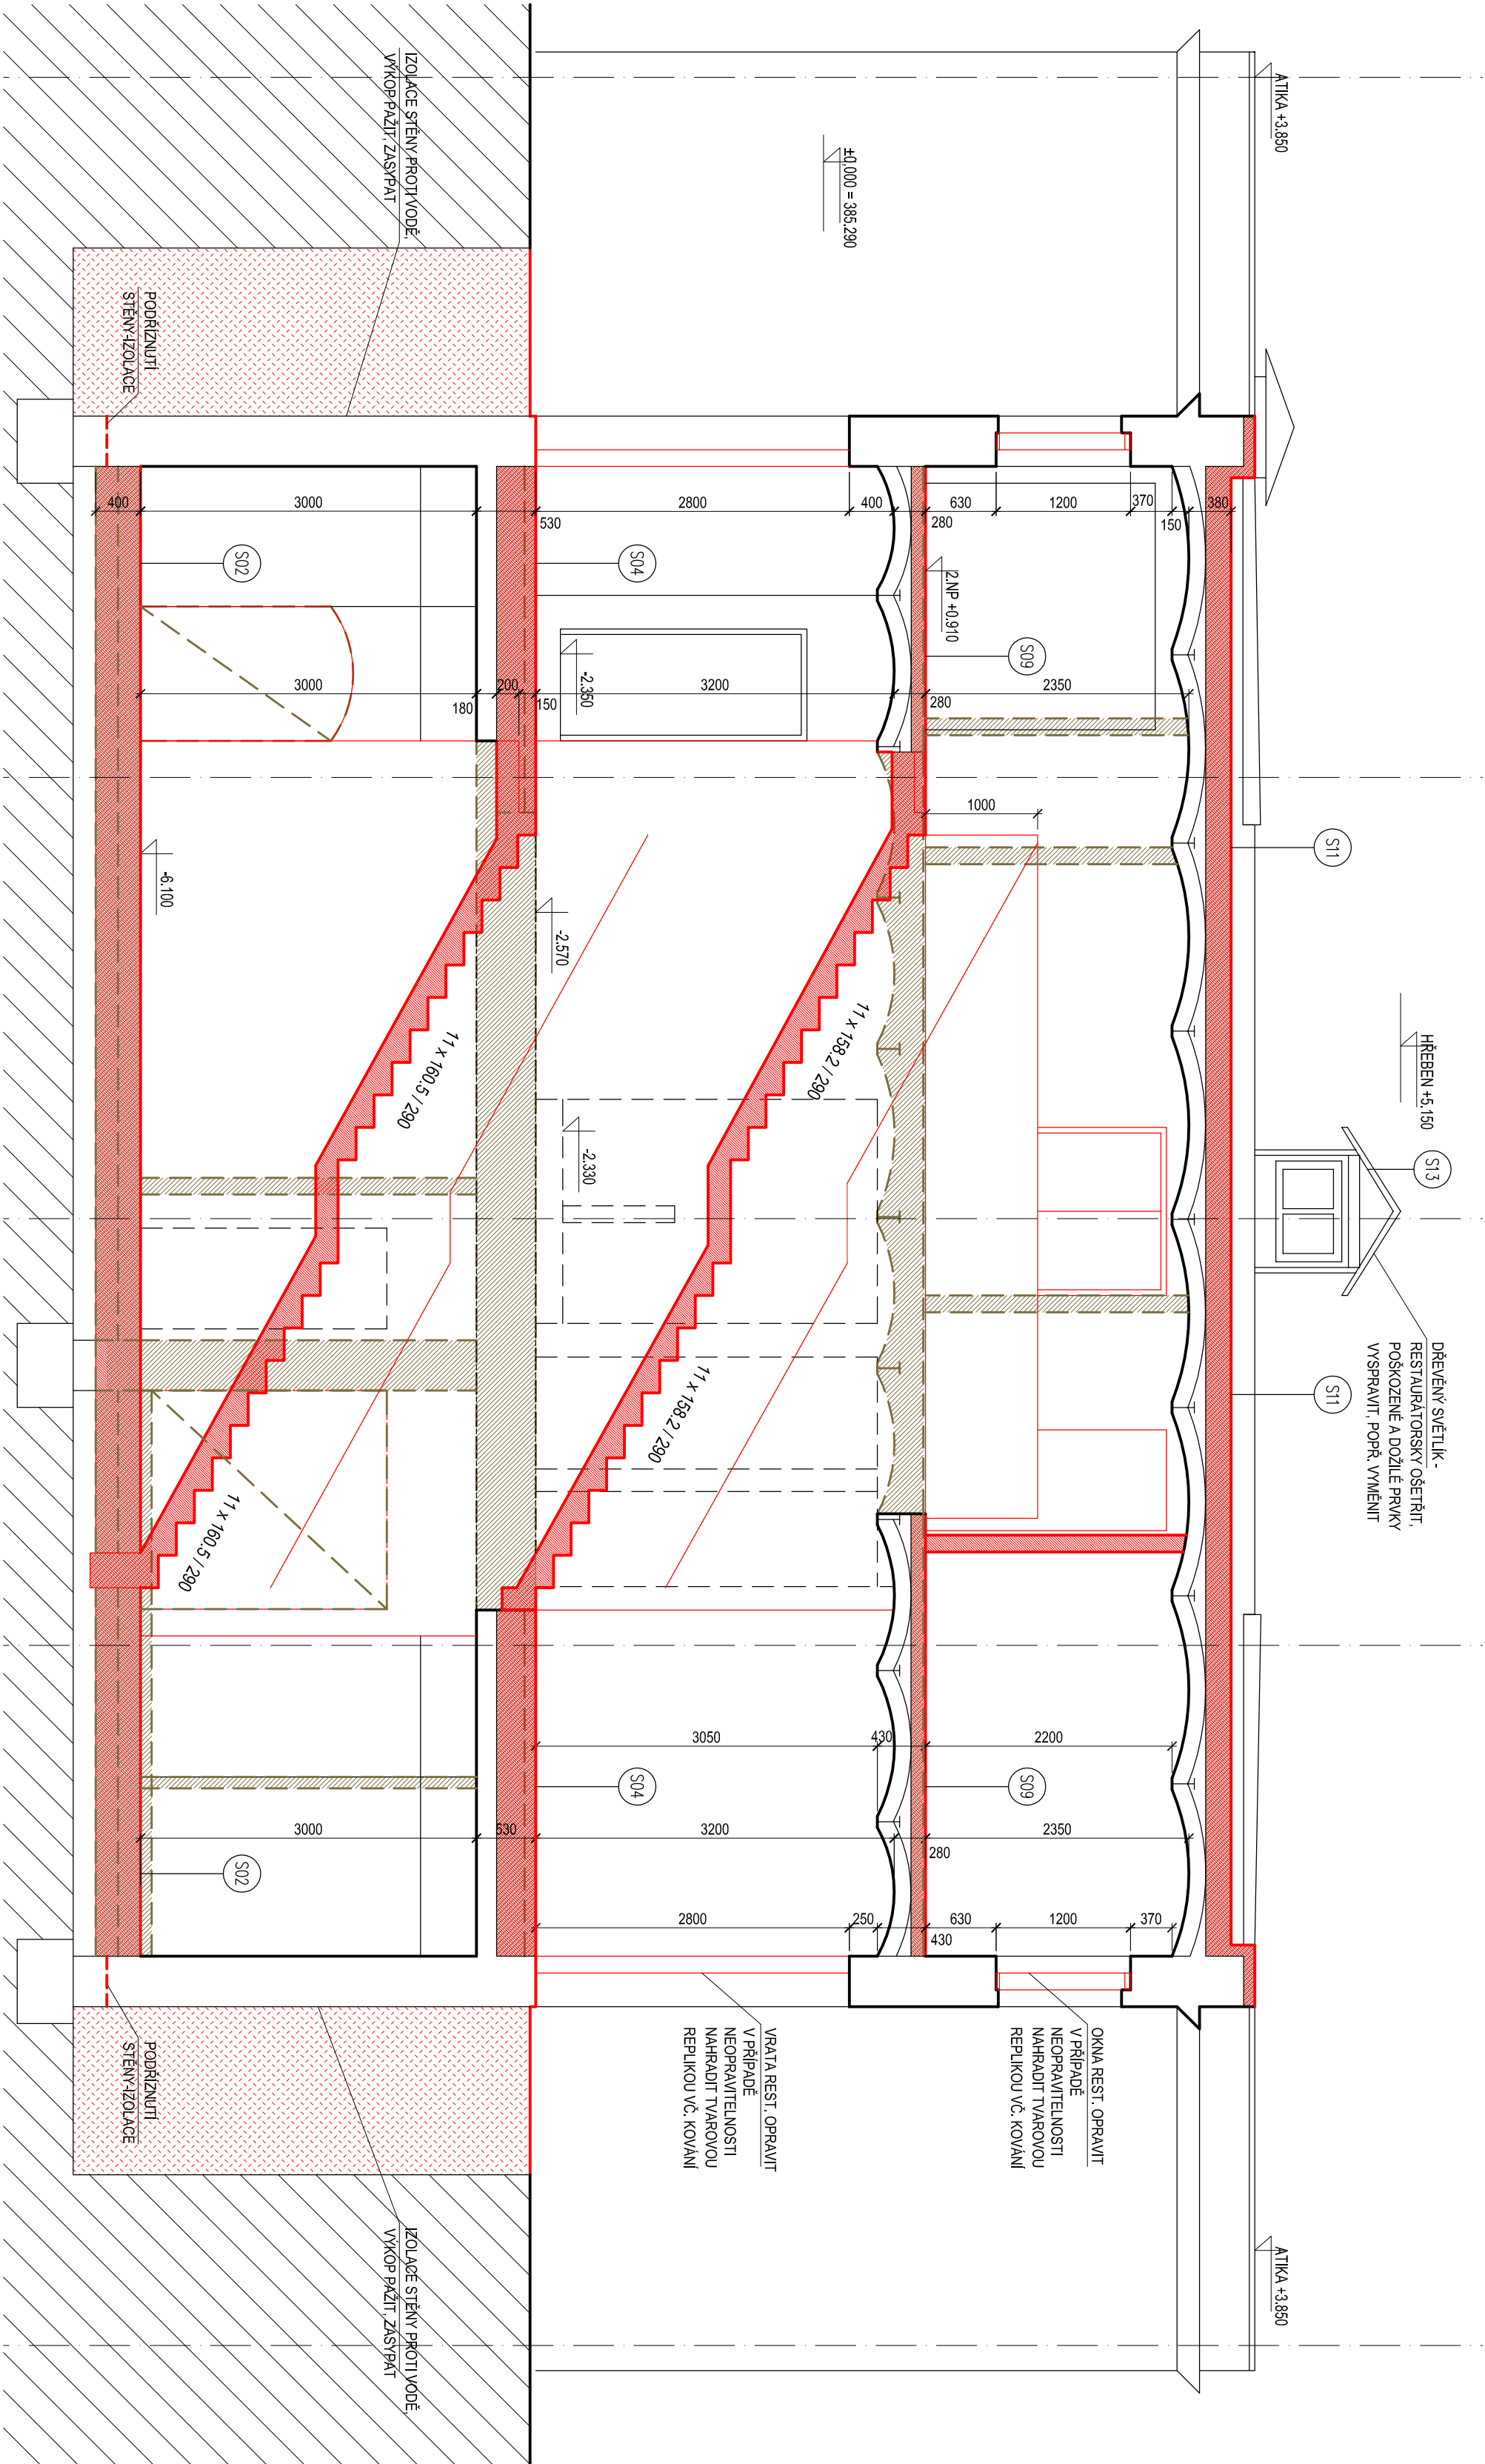 ATIKA +3.850
HŘEBEN +5.150
ATIKA +3.850
S13
DŘEVĚNÝ SVĚTLÍK -
RESTAURÁTORSKY OŠETŘIT,
POŠKOZENÉ A DOŽILÉ PRVKY
VYSPRAVIT, POPŘ. VYMĚNIT
S11
S11
380
150
370
1200
630
280
2.NP +0.910
S09
2350
280
1000
2200
S09
2350
280
370
1200
630
430
OKNA REST. OPRAVIT
V PŘÍPADĚ
NEOPRAVITELNOSTI
NAHRADIT TVAROVOU
REPLIKOU VČ. KOVÁNÍ
±0,000 = 385.290
400
2800
530
S04
-2.350
3200
150
200
180
-2.570
11 x 158.2 / 290
-2.330
11 x 158.2 / 290
430
3050
S04
3200
530
250
2800
VRATA REST. OPRAVIT
V PŘÍPADĚ
NEOPRAVITELNOSTI
NAHRADIT TVAROVOU
REPLIKOU VČ. KOVÁNÍ
IZOLACE STĚNY PROTI VODĚ,
VÝKOP PAŽIT, ZASYPAT
PODŘÍZNUTÍ
STĚNY-IZOLACE
400
3000
S02
3000
-6.100
11 x 160.5 / 290
11 x 160.5 / 290
3000
S02
PODŘÍZNUTÍ
STĚNY-IZOLACE
IZOLACE STĚNY PROTI VODĚ,
VÝKOP PAŽIT, ZASYPAT